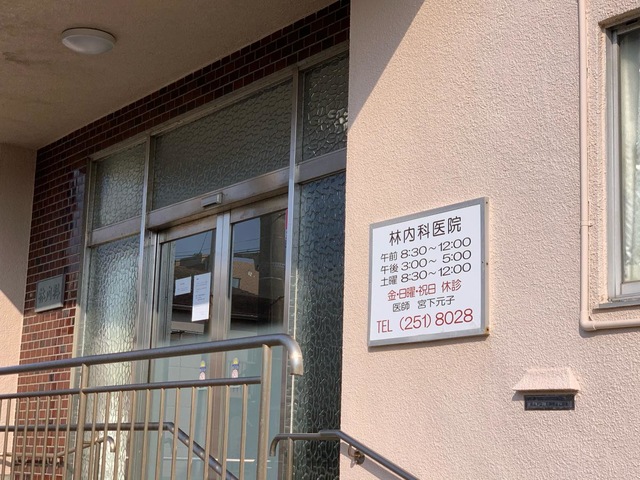 林内科医院
午前 8:30～12:00
午後 3:00～ 5:00
土曜 8:30～12:00
金・日曜・祝日 休診
医師 宮下元子
TEL (251) 8028